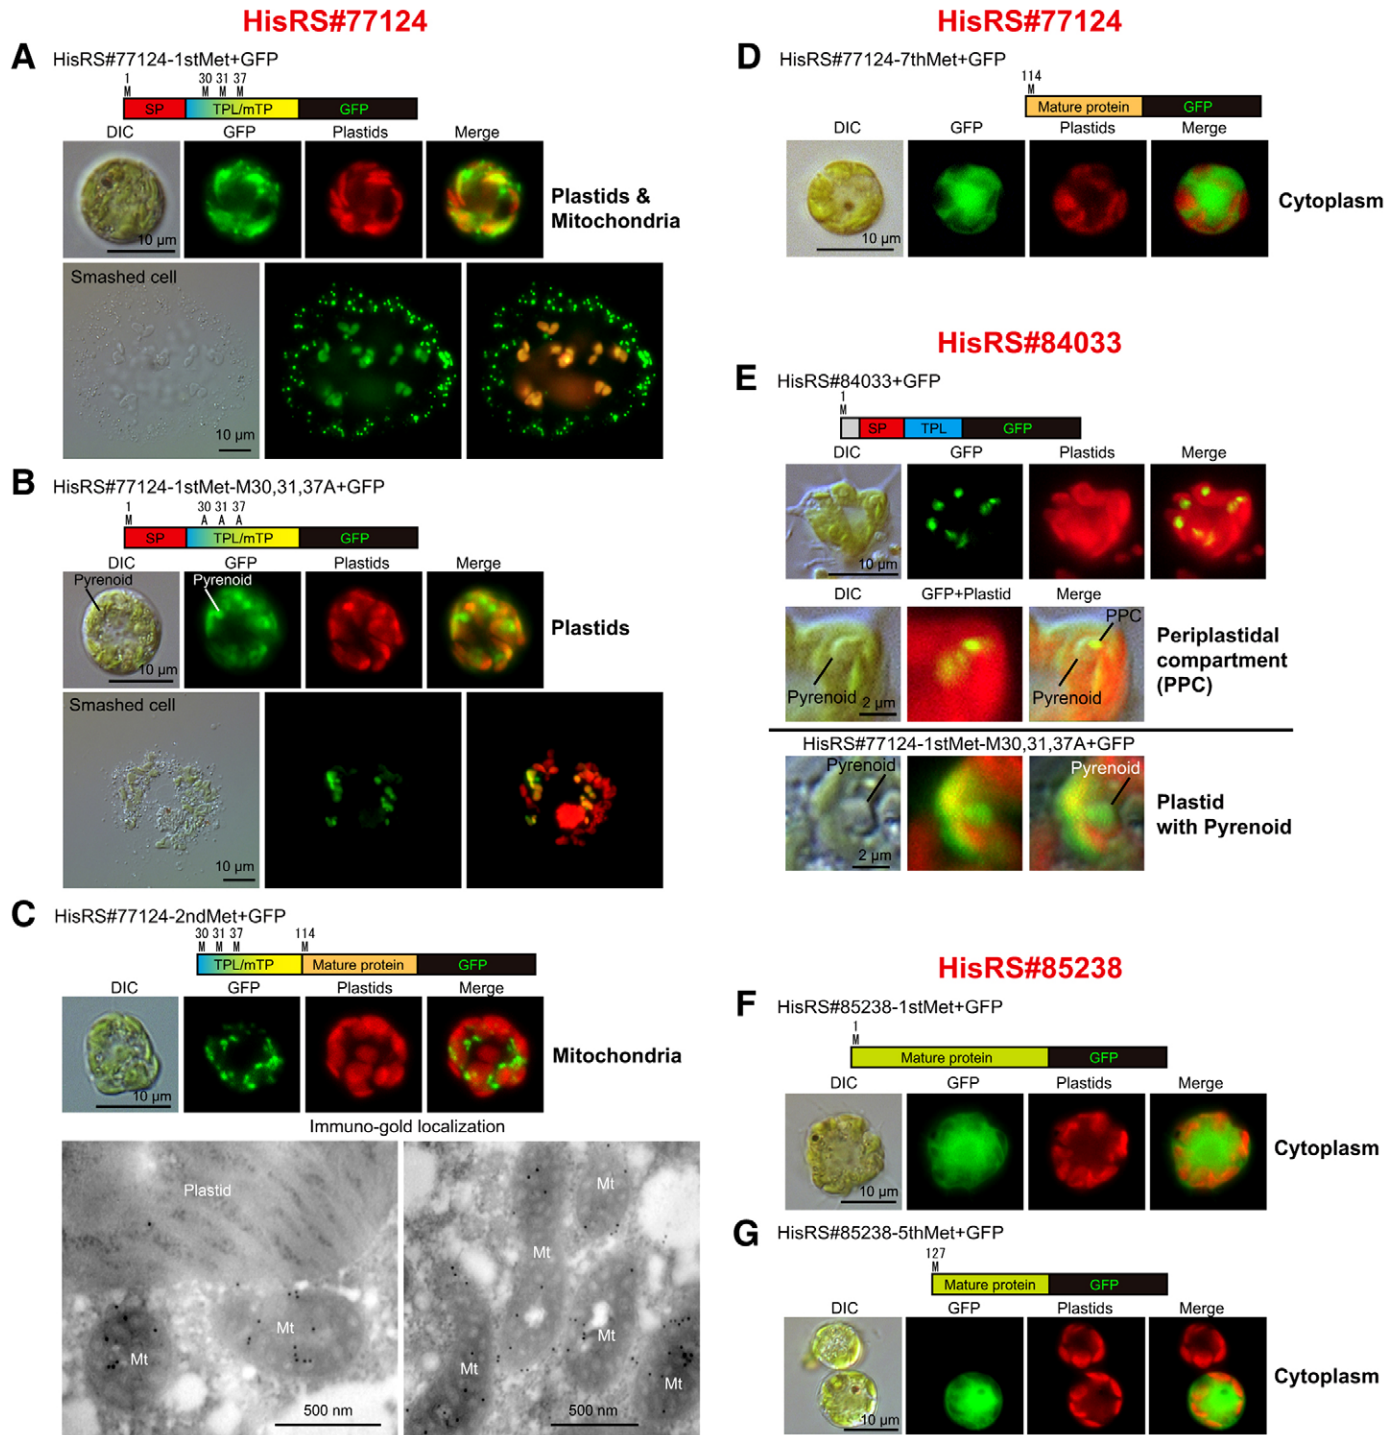 HisRS#77124
A HisRS#77124-1stMet+GFP
1 30 31 37
M M M M
SP TPL/mTP GFP
DIC GFP Plastids Merge
10 µm
Plastids &
Mitochondria
Smashed cell
10 µm
B HisRS#77124-1stMet-M30,31,37A+GFP
1 30 31 37
M A A A
SP TPL/mTP GFP
DIC GFP Plastids Merge
Pyrenoid Pyrenoid
10 µm
Plastids
Smashed cell
10 µm
C HisRS#77124-2ndMet+GFP
30 31 37 114
M M M M
TPL/mTP Mature protein GFP
DIC GFP Plastids Merge
10 µm
Mitochondria
Immuno-gold localization
Plastid
Mt
Mt
500 nm
Mt
Mt
Mt
Mt
Mt
500 nm
HisRS#77124
D HisRS#77124-7thMet+GFP
114
M
Mature protein GFP
DIC GFP Plastids Merge
10 µm
Cytoplasm
HisRS#84033
E HisRS#84033+GFP
1
M
SP TPL GFP
DIC GFP Plastids Merge
10 µm
DIC GFP+Plastid Merge
PPC
Pyrenoid Pyrenoid
2 µm
Periplastidal
compartment
(PPC)
HisRS#77124-1stMet-M30,31,37A+GFP
Pyrenoid Pyrenoid
2 µm
Plastid
with Pyrenoid
HisRS#85238
F HisRS#85238-1stMet+GFP
1
M
Mature protein GFP
DIC GFP Plastids Merge
10 µm
Cytoplasm
G HisRS#85238-5thMet+GFP
127
M
Mature protein GFP
DIC GFP Plastids Merge
10 µm
Cytoplasm